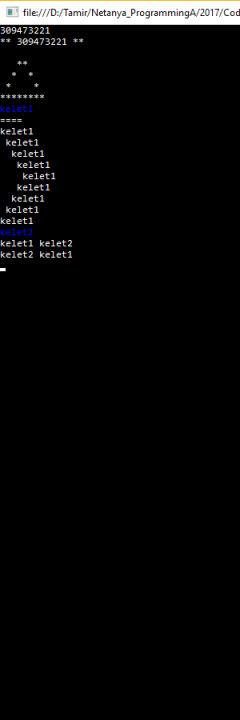 file:///D:/Tamir/Netanya_ProgrammingA/2017/Cod
309473221
** 309473221 **
   **
  *  *
 *    *
********
kelet1
====
kelet1
 kelet1
  kelet1
   kelet1
    kelet1
   kelet1
  kelet1
 kelet1
kelet1
kelet2
kelet1 kelet2
kelet2 kelet1